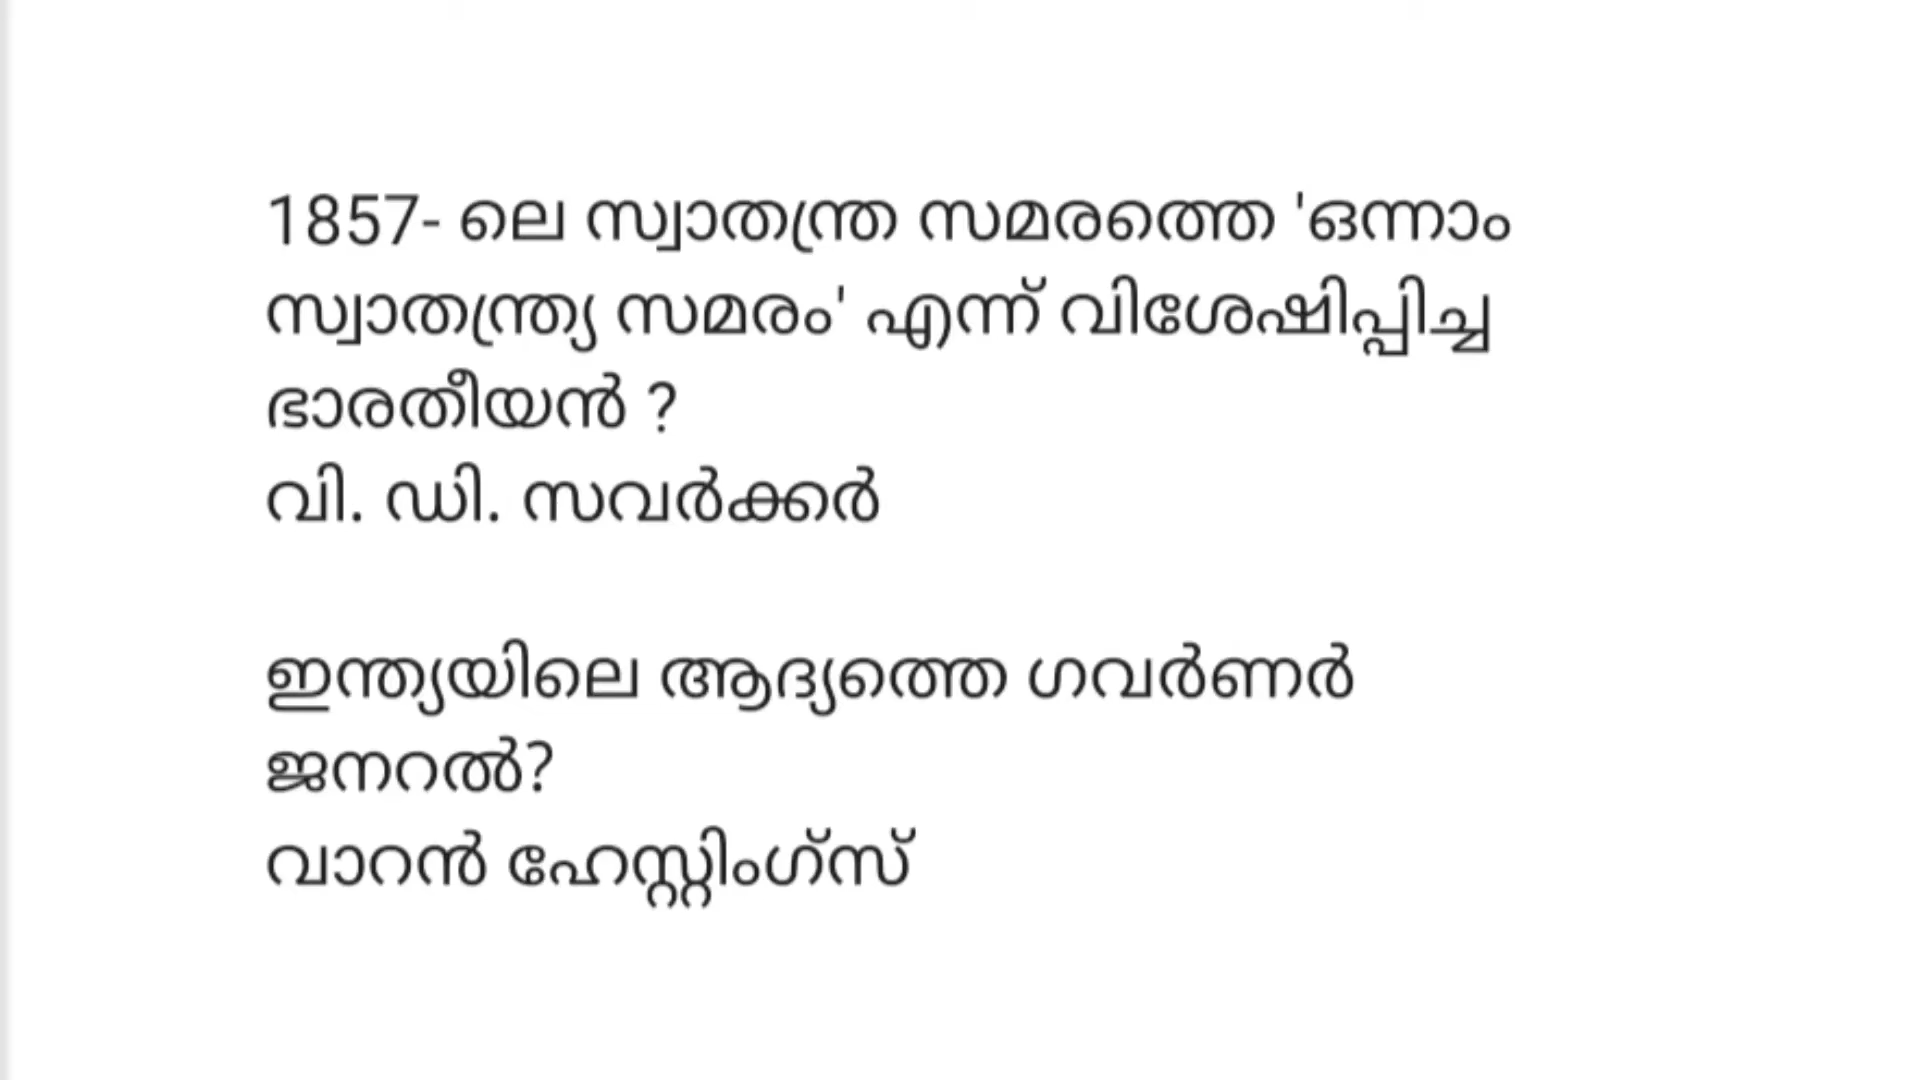 1857- ലെ സ്വാതന്ത്ര സമരത്തെ 'ഒന്നാം
സ്വാതന്ത്ര്യ സമരം' എന്ന് വിശേഷിപ്പിച്ച
ഭാരതീയൻ ?
വി. ഡി. സവർക്കർ
ഇന്ത്യയിലെ ആദ്യത്തെ ഗവർണർ
ജനറൽ?
വാറൻ ഹേസ്റ്റിംഗ്സ്